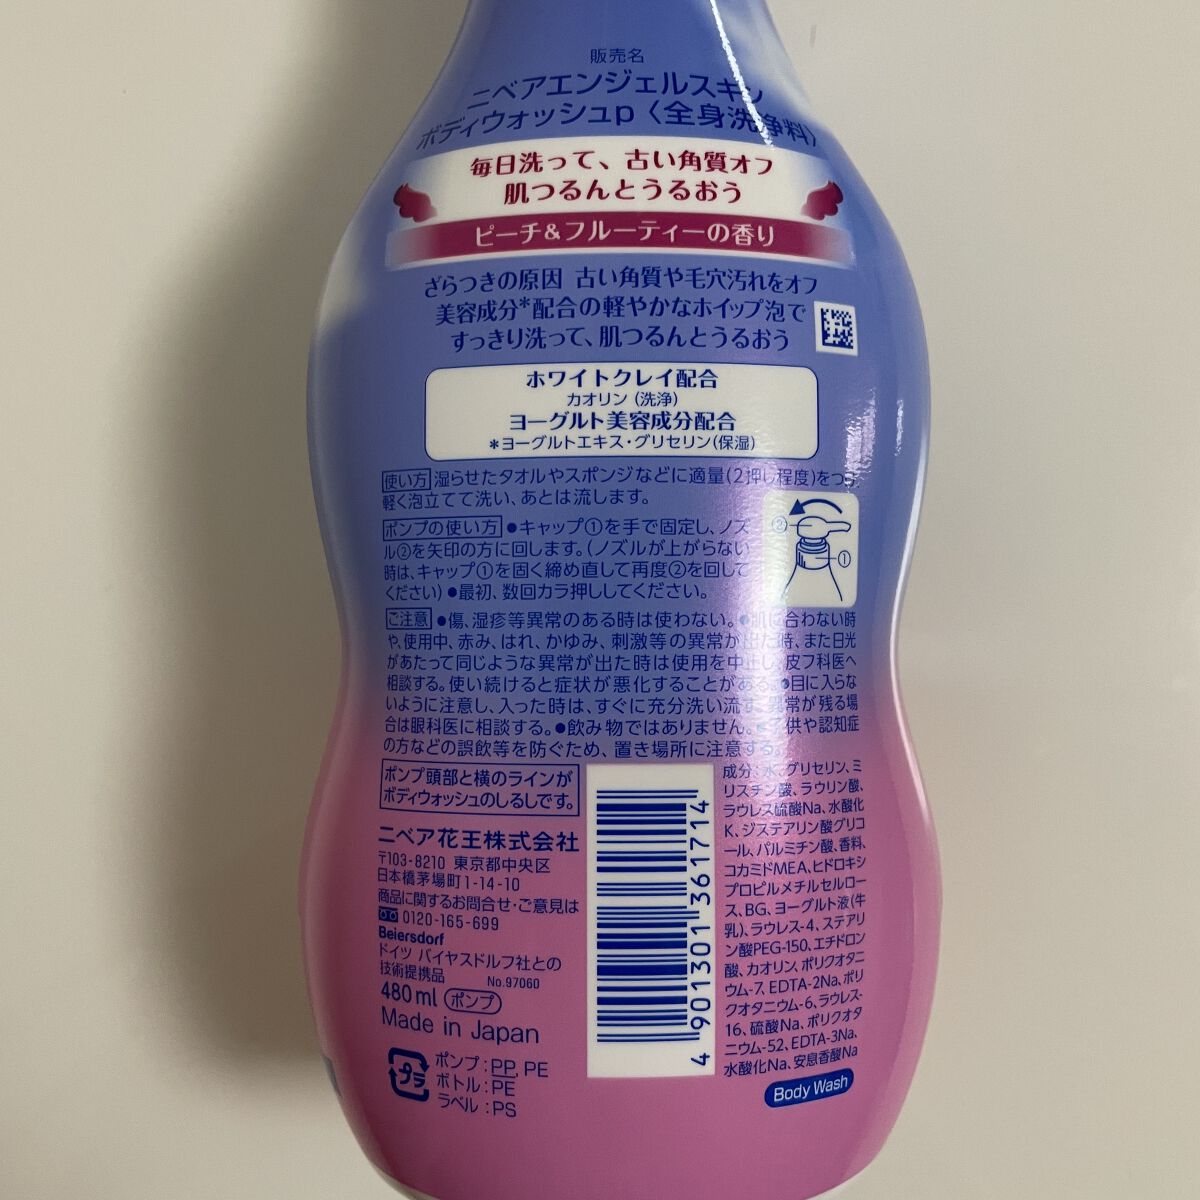 販売名
ニベアエンジェルスキン
ボディウォッシュp〈全身洗浄料〉
毎日洗って、古い角質オフ
肌つるんとうるおう
ピーチ&フルーティーの香り
ざらつきの原因 古い角質や毛穴汚れをオフ
美容成分*配合の軽やかなホイップ泡で
すっきり洗って、肌つるんとうるおう
ホワイトクレイ配合
カオリン(洗浄)
ヨーグルト美容成分配合
*ヨーグルトエキス・グリセリン(保湿)
使い方 湿らせたタオルやスポンジなどに適量(2押し程度)をつけ
軽く泡立てて洗い、あとは流します。
ポンプの使い方 ●キャップ①を手で固定し、ノズ
ル②を矢印の方に回します。(ノズルが上がらない
時は、キャップ①を固く締め直して再度②を回して
ください) ●最初、数回カラ押ししてください。
② ①
ご注意 ●傷、湿疹等異常のある時は使わない。●肌に合わない時
や、使用中、赤み、はれ、かゆみ、刺激等の異常が出た時、また日光
があたって同じような異常が出た時は使用を中止し、皮フ科医へ
相談する。使い続けると症状が悪化することがある。●目に入らな
いように注意し、入った時は、すぐに充分洗い流す。異常が残る場
合は眼科医に相談する。●飲み物ではありません。●子供や認知症
の方などの誤飲等を防ぐため、置き場所に注意する。
ポンプ頭部と横のラインが
ボディウォッシュのしるしです。
ニベア花王株式会社
〒103-8210 東京都中央区
日本橋茅場町1-14-10
商品に関するお問合せ・ご意見は
0120-165-699
Beiersdorf
ドイツ バイヤスドルフ社との
技術提携品 No.97060
480ml ポンプ
Made in Japan
プラ
ポンプ:PP, PE
ボトル:PE
ラベル:PS
4 901301 361714
成分:水、グリセリン、ミ
リスチン酸、ラウリン酸、
ラウレス硫酸Na、水酸化
K、ジステアリン酸グリコ
ール、パルミチン酸、香料、
コカミドMEA、ヒドロキシ
プロピルメチルセルロー
ス、BG、ヨーグルト液(牛
乳)、ラウレス-4、ステアリ
ン酸PEG-150、エチドロン
酸、カオリン、ポリクオタニ
ウム-7、EDTA-2Na、ポリ
クオタニウム-6、ラウレス-
16、硫酸Na、ポリクオタ
ニウム-52、EDTA-3Na、
水酸化Na、安息香酸Na
Body Wash